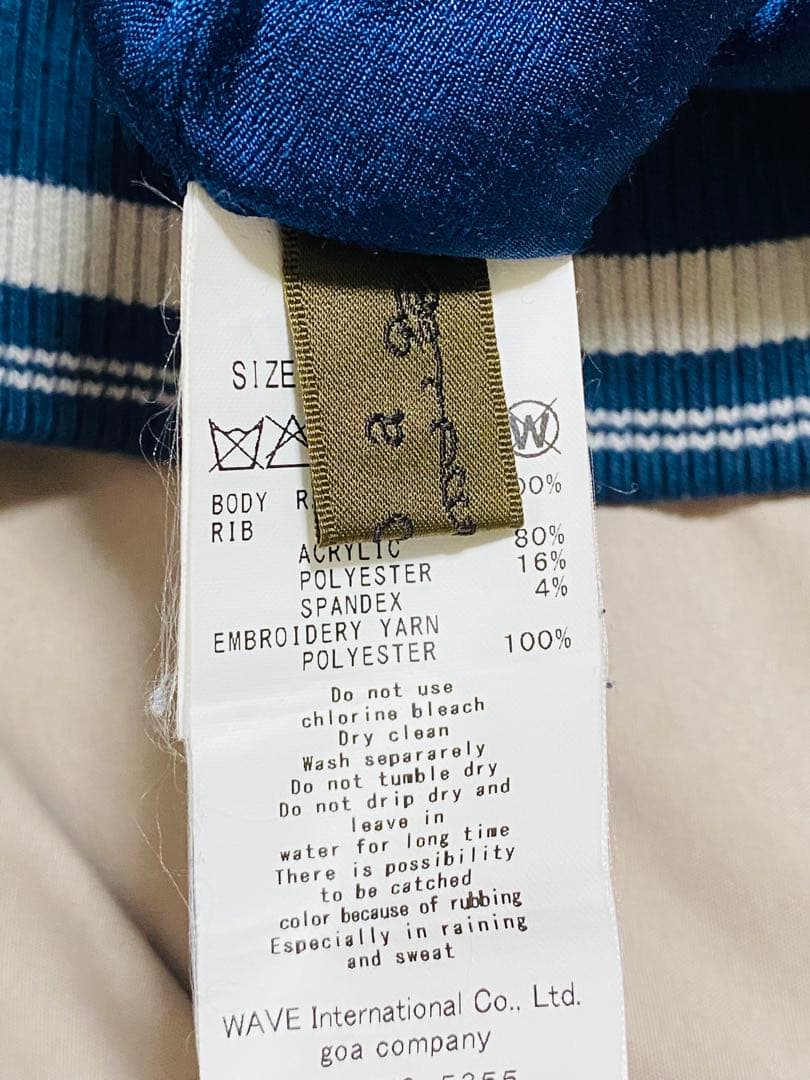 SIZE
W
BODY
RIB
ACRYLIC 80%
POLYESTER 16%
SPANDEX 4%
EMBROIDERY YARN
POLYESTER 100%
Do not use
chlorine bleach
Dry clean
Wash separarely
Do not tumble dry
Do not drip dry and
leave in
water for long time
There is possibility
to be catched
color because of rubbing
Especially in raining
and sweat
WAVE International Co., Ltd.
goa company